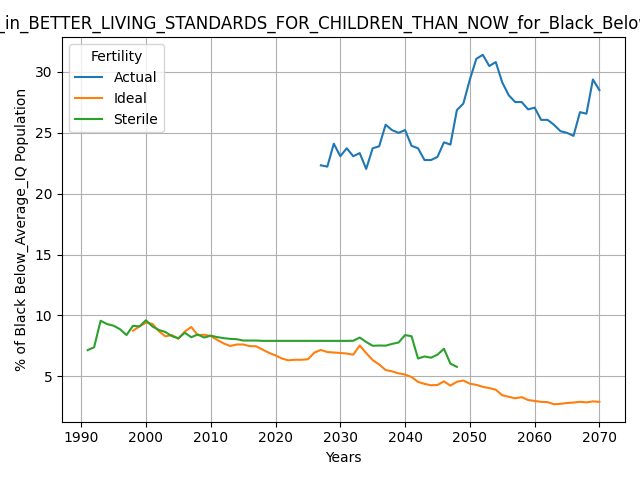 _in_BETTER_LIVING_STANDARDS_FOR_CHILDREN_THAN_NOW_for_Black_Below
Fertility
Actual
Ideal
Sterile
% of Black Below_Average_IQ Population
30
25
20
15
10
5
1990 2000 2010 2020 2030 2040 2050 2060 2070
Years